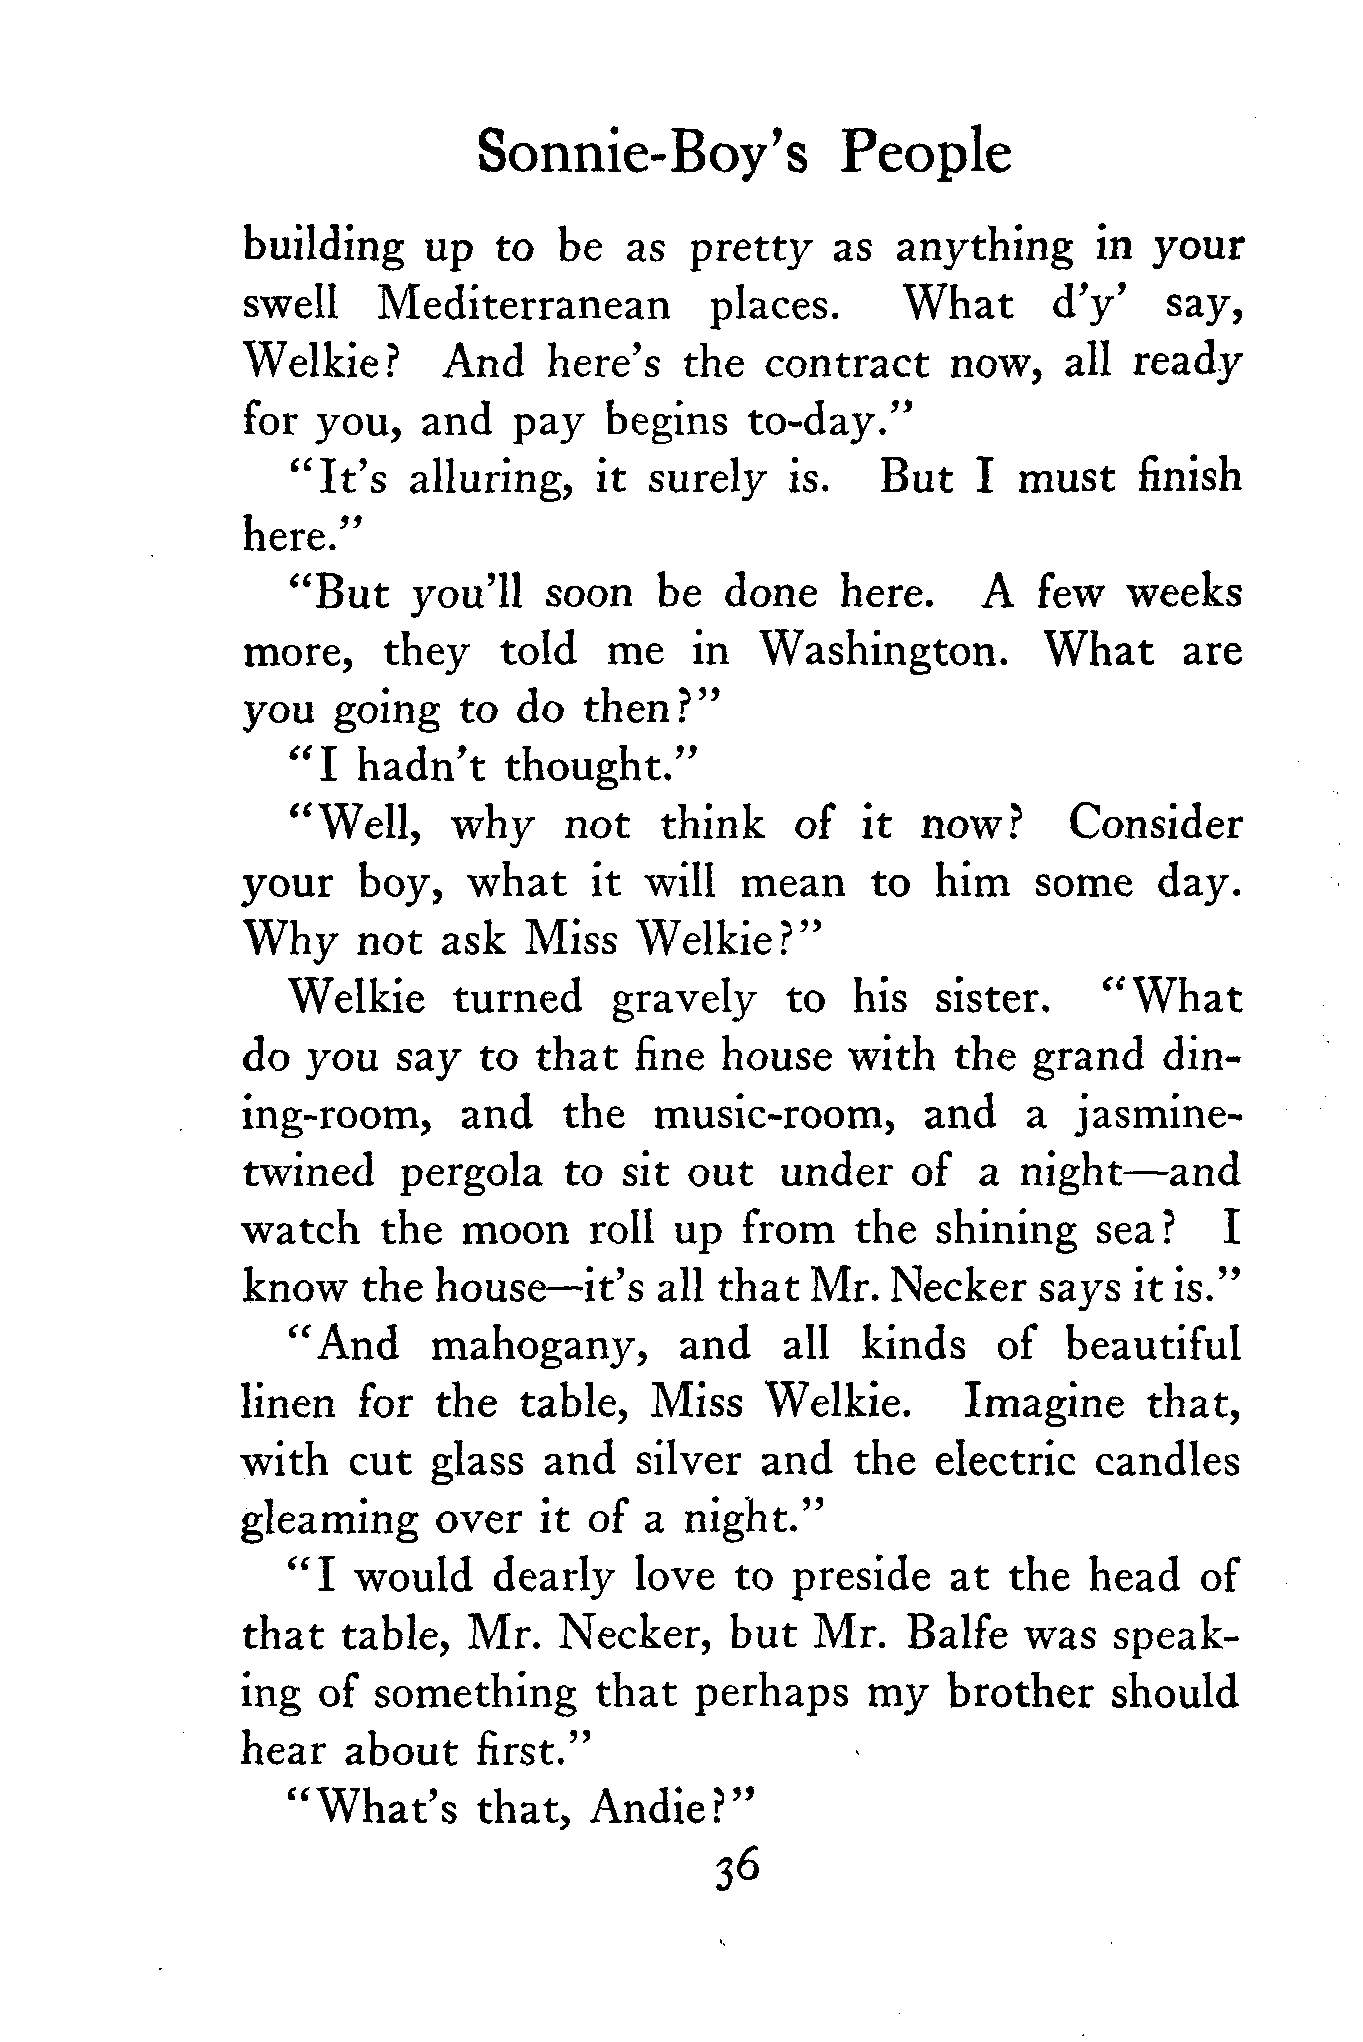 Sonnie-Boy's People
building up to be as pretty as anything in your
swell Mediterranean places. What d'y' say,
Welkie? And here's the contract now, all ready
for you, and pay begins to-day."
"It's alluring, it surely is. But I must finish
here."
"But you'll soon be done here. A few weeks
more, they told me in Washington. What are
you going to do then?"
"I hadn't thought."
"Well, why not think of it now? Consider
your boy, what it will mean to him some day.
Why not ask Miss Welkie?"
Welkie turned gravely to his sister. "What
do you say to that fine house with the grand din-
ing-room, and the music-room, and a jasmine-
twined pergola to sit out under of a night—and
watch the moon roll up from the shining sea? I
know the house—it's all that Mr. Necker says it is."
"And mahogany, and all kinds of beautiful
linen for the table, Miss Welkie. Imagine that,
with cut glass and silver and the electric candles
gleaming over it of a night."
"I would dearly love to preside at the head of
that table, Mr. Necker, but Mr. Balfe was speak-
ing of something that perhaps my brother should
hear about first."
"What's that, Andie?"
36